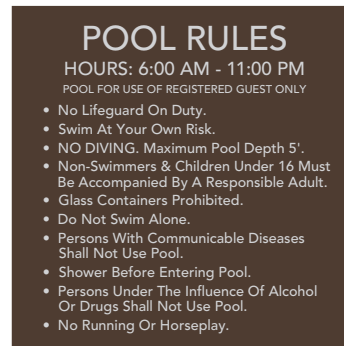 POOL RULES
HOURS: 6:00 AM - 11:00 PM
POOL FOR USE OF REGISTERED GUEST ONLY
• No Lifeguard On Duty.
• Swim At Your Own Risk.
• NO DIVING. Maximum Pool Depth 5'.
• Non-Swimmers & Children Under 16 Must
Be Accompanied By A Responsible Adult.
• Glass Containers Prohibited.
• Do Not Swim Alone.
• Persons With Communicable Diseases
Shall Not Use Pool.
• Shower Before Entering Pool.
• Persons Under The Influence Of Alcohol
Or Drugs Shall Not Use Pool.
• No Running Or Horseplay.